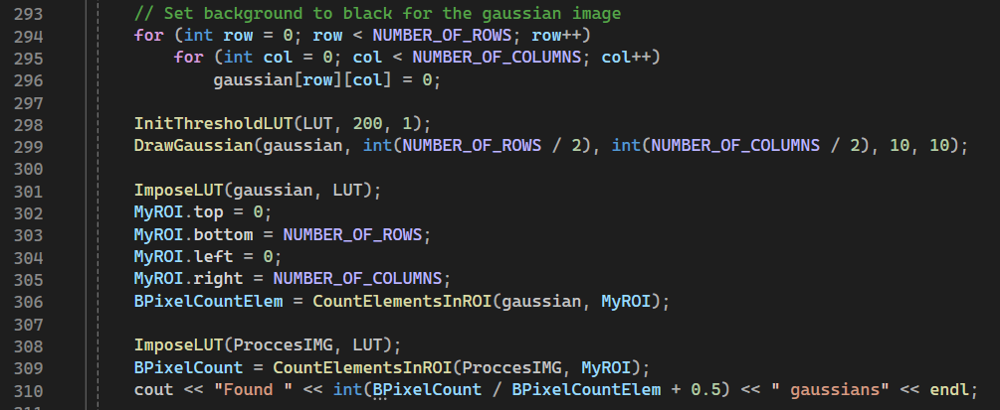 293 // Set background to black for the gaussian image
294 for (int row = 0; row < NUMBER_OF_ROWS; row++)
295 for (int col = 0; col < NUMBER_OF_COLUMNS; col++)
296 gaussian[row][col] = 0;
297
298 InitThresholdLUT(LUT, 200, 1);
299 DrawGaussian(gaussian, int(NUMBER_OF_ROWS / 2), int(NUMBER_OF_COLUMNS / 2), 10, 10);
300
301 ImposeLUT(gaussian, LUT);
302 MyROI.top = 0;
303 MyROI.bottom = NUMBER_OF_ROWS;
304 MyROI.left = 0;
305 MyROI.right = NUMBER_OF_COLUMNS;
306 BPixelCountElem = CountElementsInROI(gaussian, MyROI);
307
308 ImposeLUT(ProccesIMG, LUT);
309 BPixelCount = CountElementsInROI(ProccesIMG, MyROI);
310 cout << "Found " << int(BPixelCount / BPixelCountElem + 0.5) << " gaussians" << endl;